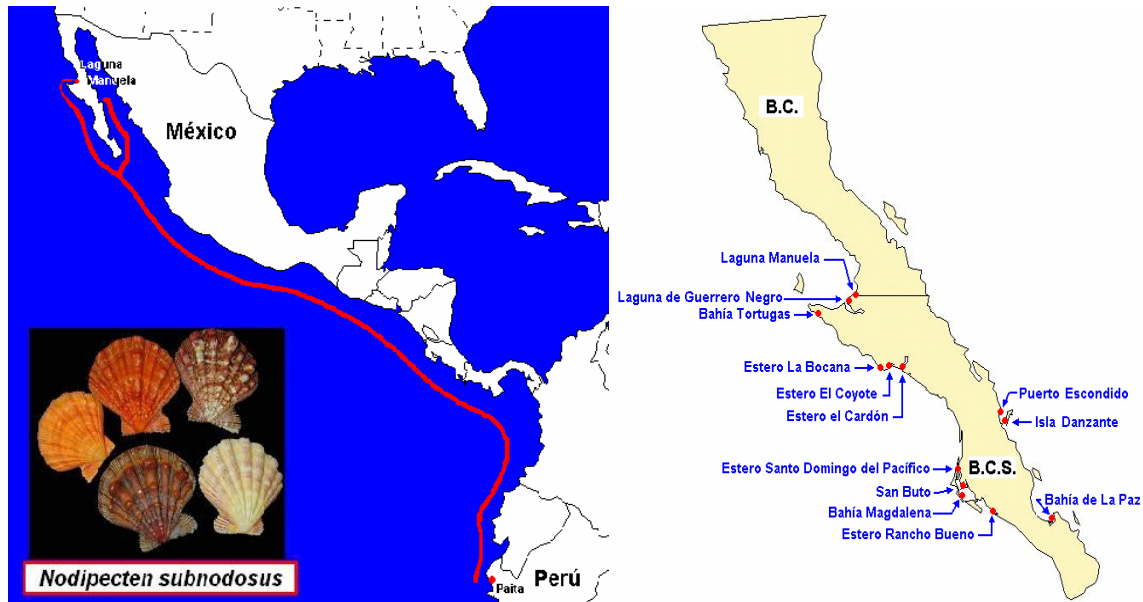 Laguna
Manuela
México
Perú
Paita
Nodipecten subnodosus
B.C.
Laguna Manuela
Laguna de Guerrero Negro
Bahía Tortugas
Estero La Bocana
Estero El Coyote
Estero el Cardón
Puerto Escondido
Isla Danzante
Estero Santo Domingo del Pacífico
B.C.S.
San Buto
Bahía de La Paz
Bahía Magdalena
Estero Rancho Bueno